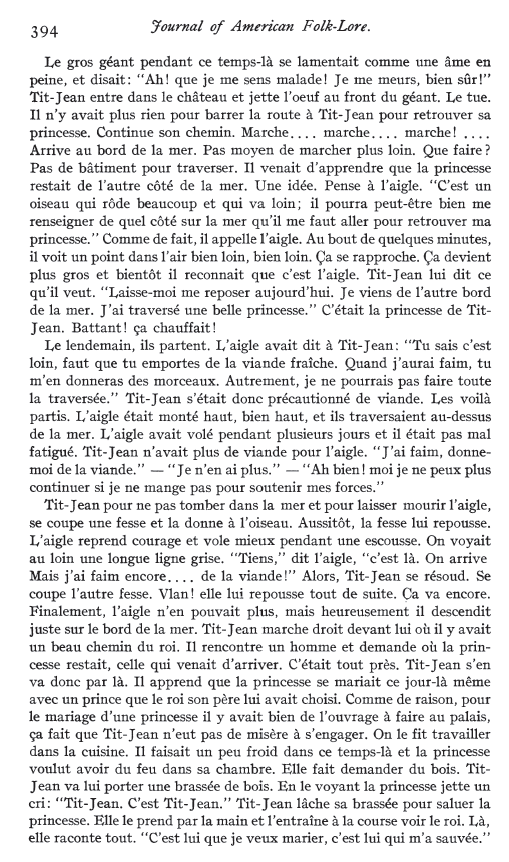 394 Journal of American Folk-Lore.
Le gros géant pendant ce temps-là se lamentait comme une âme en
peine, et disait: "Ah! que je me sens malade! Je me meurs, bien sûr!"
Tit-Jean entre dans le château et jette l'oeuf au front du géant. Le tue.
Il n'y avait plus rien pour barrer la route à Tit-Jean pour retrouver sa
princesse. Continue son chemin. Marche.... marche.... marche! ....
Arrive au bord de la mer. Pas moyen de marcher plus loin. Que faire?
Pas de bâtiment pour traverser. Il venait d'apprendre que la princesse
restait de l'autre côté de la mer. Une idée. Pense à l'aigle. "C'est un
oiseau qui rôde beaucoup et qui va loin; il pourra peut-être bien me
renseigner de quel côté sur la mer qu'il me faut aller pour retrouver ma
princesse." Comme de fait, il appelle l'aigle. Au bout de quelques minutes,
il voit un point dans l'air bien loin, bien loin. Ça se rapproche. Ça devient
plus gros et bientôt il reconnait que c'est l'aigle. Tit-Jean lui dit ce
qu'il veut. "Laisse-moi me reposer aujourd'hui. Je viens de l'autre bord
de la mer. J'ai traversé une belle princesse." C'était la princesse de Tit-
Jean. Battant! ça chauffait!
Le lendemain, ils partent. L'aigle avait dit à Tit-Jean: "Tu sais c'est
loin, faut que tu emportes de la viande fraîche. Quand j'aurai faim, tu
m'en donneras des morceaux. Autrement, je ne pourrais pas faire toute
la traversée." Tit-Jean s'était donc précautionné de viande. Les voilà
partis. L'aigle était monté haut, bien haut, et ils traversaient au-dessus
de la mer. L'aigle avait volé pendant plusieurs jours et il était pas mal
fatigué. Tit-Jean n'avait plus de viande pour l'aigle. "J'ai faim, donne-
moi de la viande." — "Je n'en ai plus." — "Ah bien! moi je ne peux plus
continuer si je ne mange pas pour soutenir mes forces."
Tit-Jean pour ne pas tomber dans la mer et pour laisser mourir l'aigle,
se coupe une fesse et la donne à l'oiseau. Aussitôt, la fesse lui repousse.
L'aigle reprend courage et vole mieux pendant une escousse. On voyait
au loin une longue ligne grise. "Tiens," dit l'aigle, "c'est là. On arrive
Mais j'ai faim encore.... de la viande!" Alors, Tit-Jean se résoud. Se
coupe l'autre fesse. Vlan! elle lui repousse tout de suite. Ça va encore.
Finalement, l'aigle n'en pouvait plus, mais heureusement il descendit
juste sur le bord de la mer. Tit-Jean marche droit devant lui où il y avait
un beau chemin du roi. Il rencontre un homme et demande où la prin-
cesse restait, celle qui venait d'arriver. C'était tout près. Tit-Jean s'en
va donc par là. Il apprend que la princesse se mariait ce jour-là même
avec un prince que le roi son père lui avait choisi. Comme de raison, pour
le mariage d'une princesse il y avait bien de l'ouvrage à faire au palais,
ça fait que Tit-Jean n'eut pas de misère à s'engager. On le fit travailler
dans la cuisine. Il faisait un peu froid dans ce temps-là et la princesse
voulut avoir du feu dans sa chambre. Elle fait demander du bois. Tit-
Jean va lui porter une brassée de bois. En le voyant la princesse jette un
cri: "Tit-Jean. C'est Tit-Jean." Tit-Jean lâche sa brassée pour saluer la
princesse. Elle le prend par la main et l'entraîne à la course voir le roi. Là,
elle raconte tout. "C'est lui que je veux marier, c'est lui qui m'a sauvée."